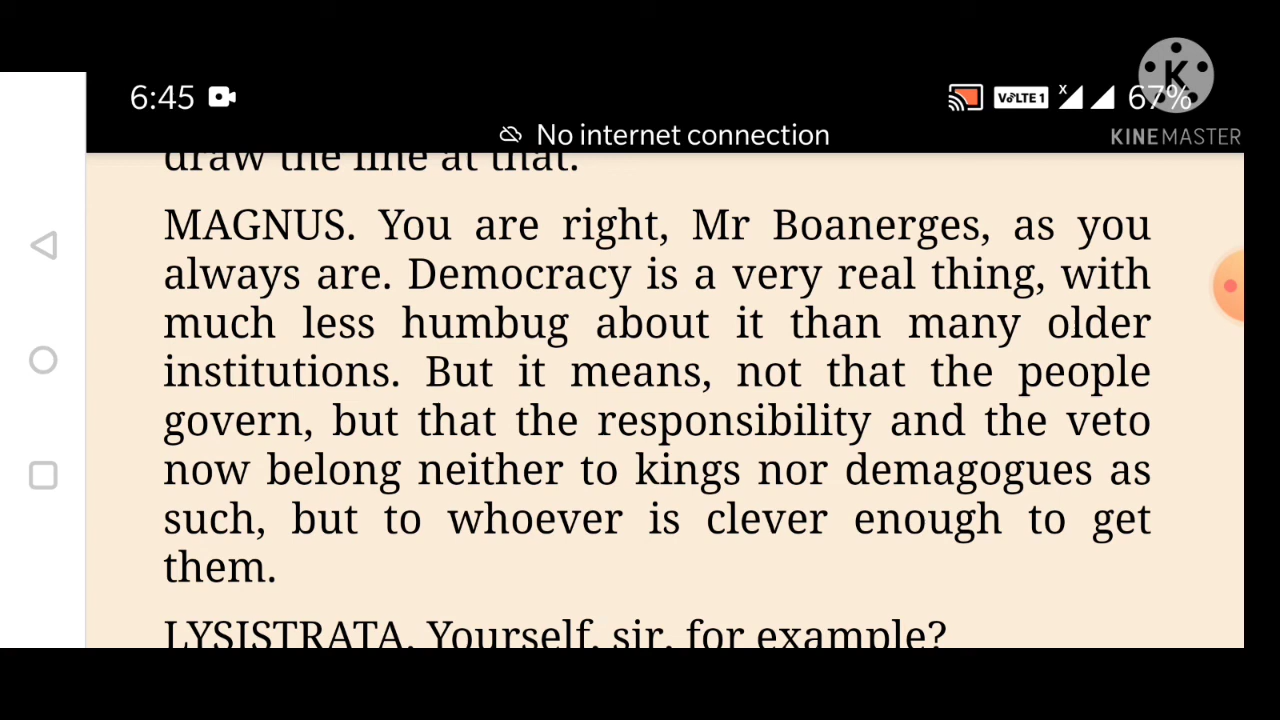 6:45 VoLTE 1 x 67%
K
No internet connection
KINEMASTER
draw the line at that.
MAGNUS. You are right, Mr Boanerges, as you
always are. Democracy is a very real thing, with
much less humbug about it than many older
institutions. But it means, not that the people
govern, but that the responsibility and the veto
now belong neither to kings nor demagogues as
such, but to whoever is clever enough to get
them.
LYSISTRATA. Yourself, sir, for example?